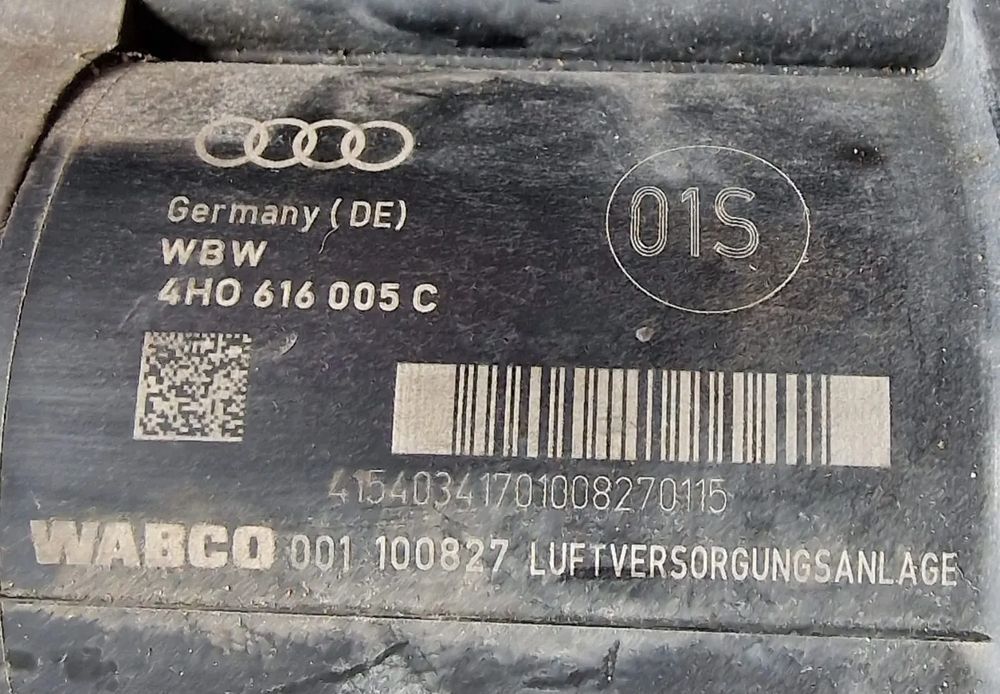 Germany (DE)
WBW
4H0 616 005 C
01S
41540341701008270115
WABCO 001 100827 LUFTVERSORGUNGSANLAGE